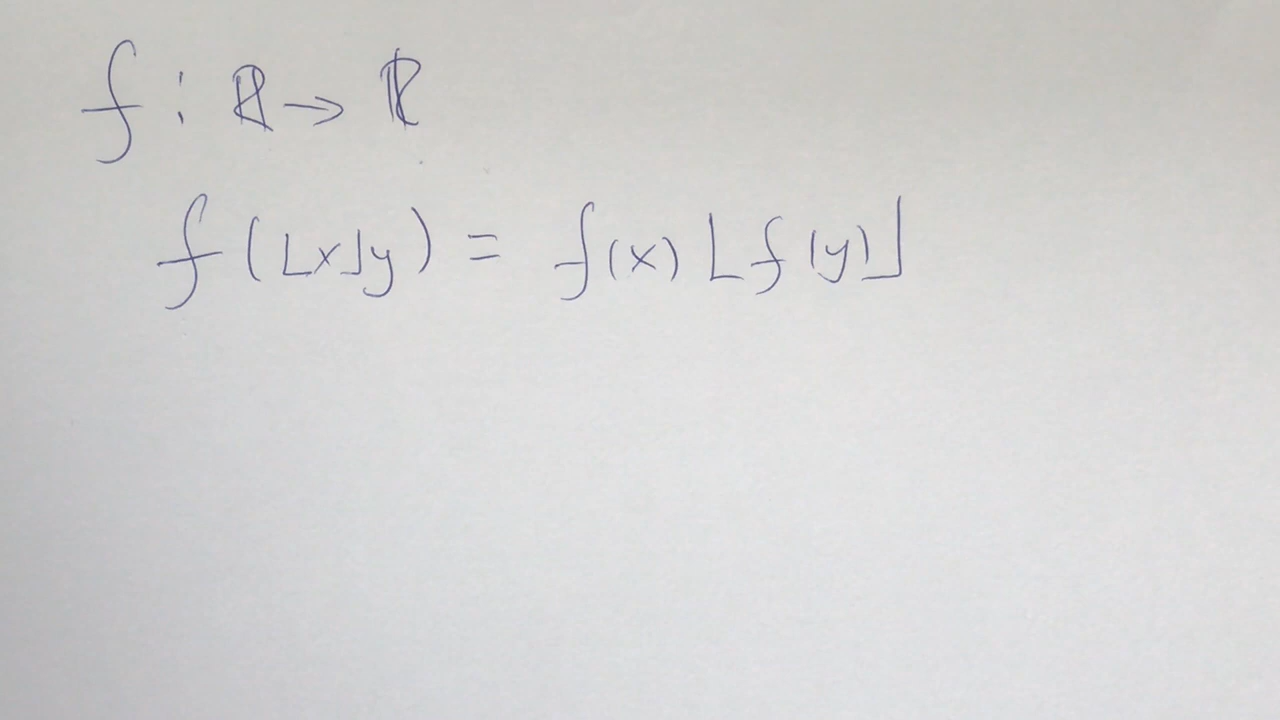 f : ℝ → ℝ
f(⌊x⌋y) = f(x)⌊f(y)⌋